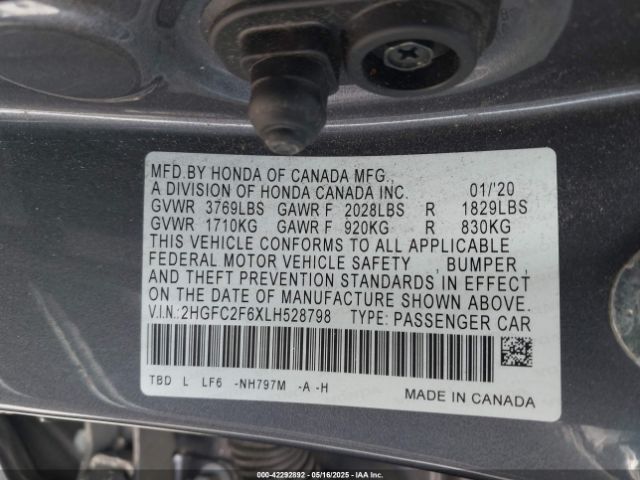 MFD.BY HONDA OF CANADA MFG.,
A DIVISION OF HONDA CANADA INC. 01/'20
GVWR 3769LBS GAWR F 2028LBS R 1829LBS
GVWR 1710KG GAWR F 920KG R 830KG
THIS VEHICLE CONFORMS TO ALL APPLICABLE
FEDERAL MOTOR VEHICLE SAFETY , BUMPER ,
AND THEFT PREVENTION STANDARDS IN EFFECT
ON THE DATE OF MANUFACTURE SHOWN ABOVE.
V.I.N.:2HGFC2F6XLH528798 TYPE: PASSENGER CAR
TBD L LF6 -NH797M -A -H
MADE IN CANADA
000-42292892 | 05/16/2025 | IAA Inc.